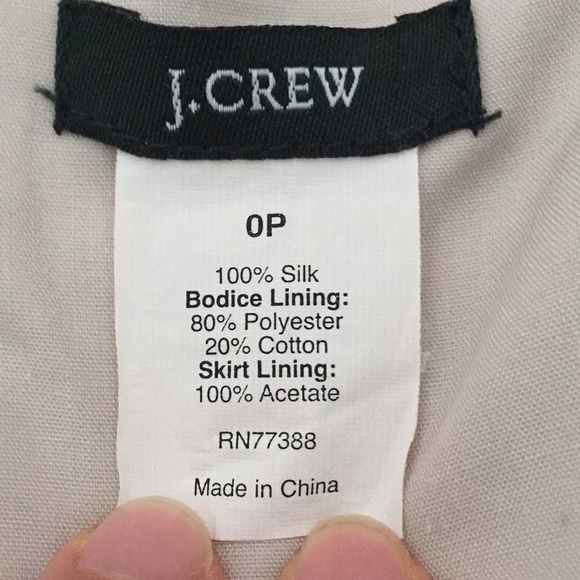 J.CREW
0P
100% Silk
Bodice Lining:
80% Polyester
20% Cotton
Skirt Lining:
100% Acetate
RN77388
Made in China